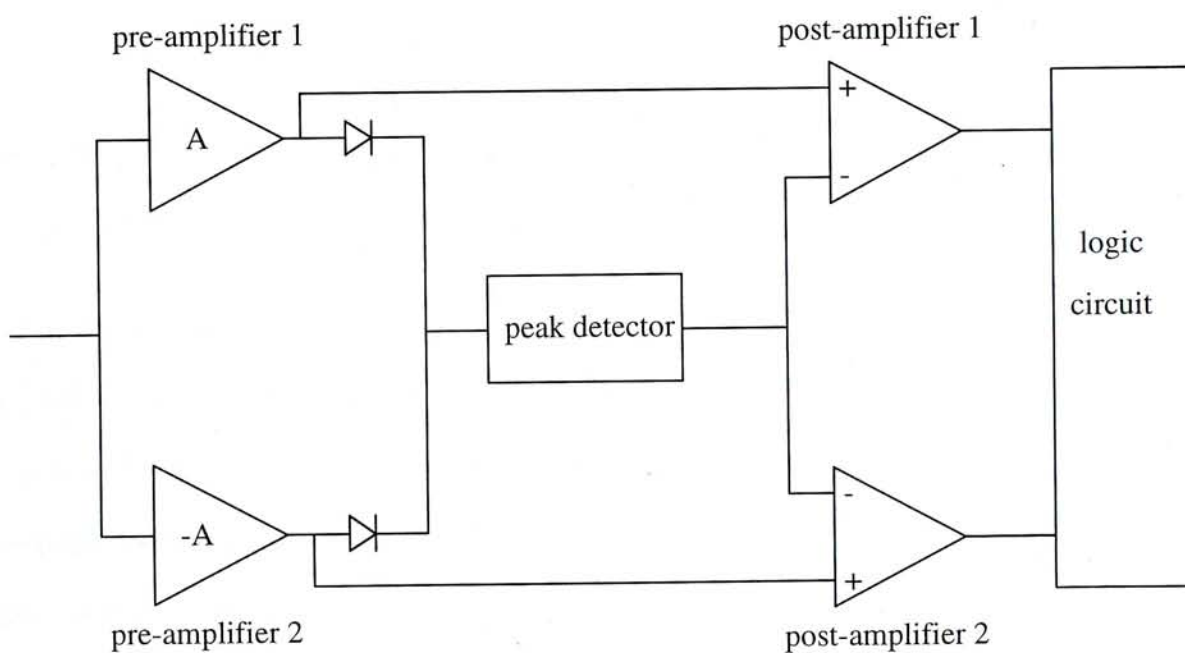 pre-amplifier 1
post-amplifier 1
A
+
-
logic
circuit
peak detector
-A
-
+
pre-amplifier 2
post-amplifier 2